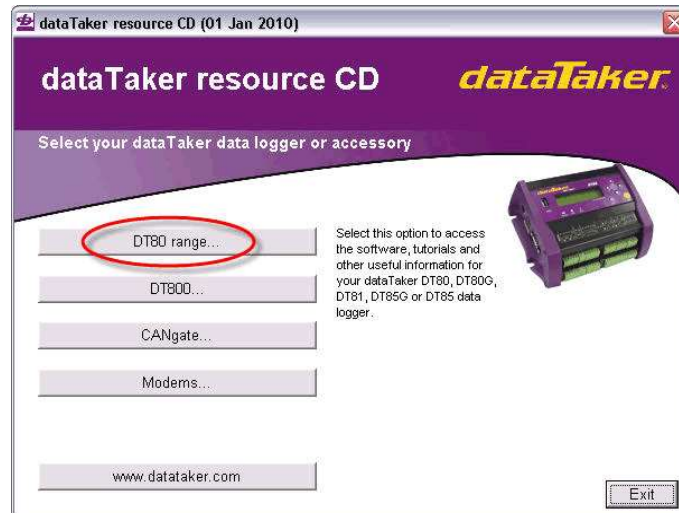 dataTaker resource CD (01 Jan 2010)
dataTaker resource CD
dataTaker
Select your dataTaker data logger or accessory
DT80 range...
DT800...
CANgate...
Modems...
www.datataker.com
Select this option to access
the software, tutorials and
other useful information for
your dataTaker DT80, DT80G,
DT81, DT85G or DT85 data
logger.
Exit